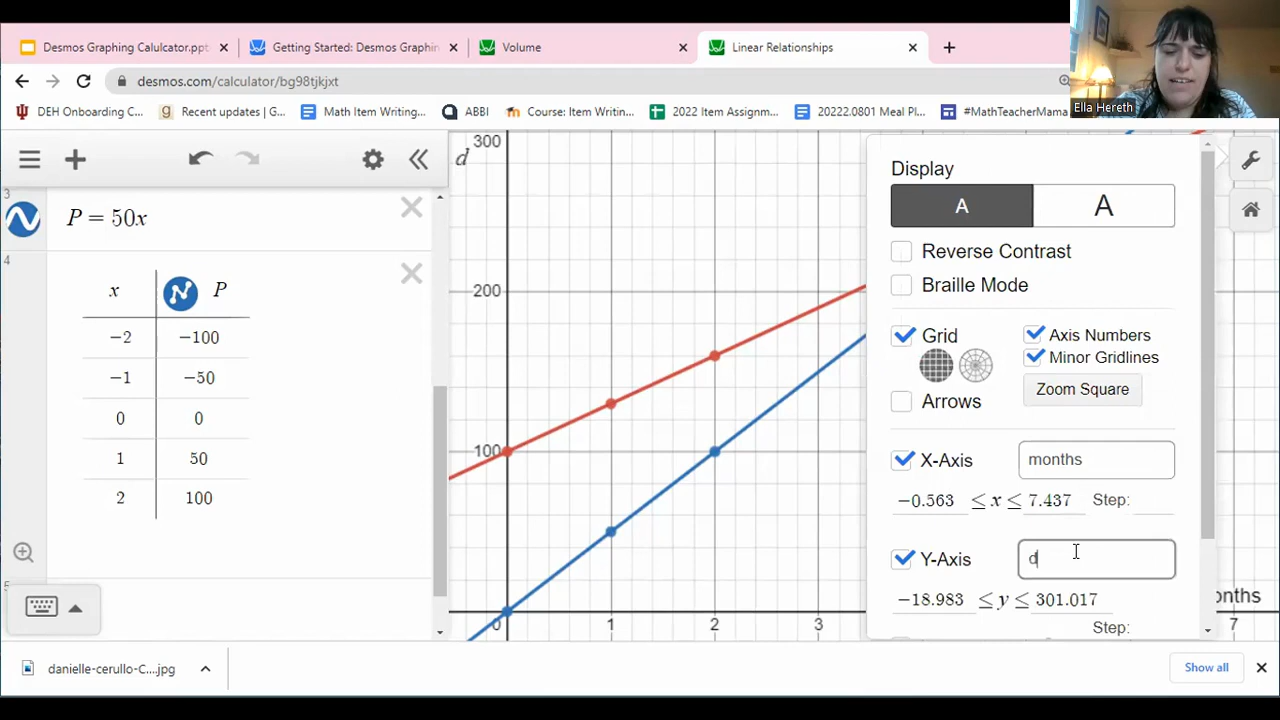 Desmos Graphing Calulcator.ppt
Getting Started: Desmos Graphin
Volume
Linear Relationships
desmos.com/calculator/bg98tjkjxt
DEH Onboarding C...
Recent updates | G...
Math Item Writing...
ABBI
Course: Item Writin...
2022 Item Assignm...
20222.0801 Meal Pl...
#MathTeacherMama
Ella Hereth
3
P = 50x
4
x P
−2 −100
−1 −50
0 0
1 50
2 100
5
d
300
200
100
0 1 2 3 7
onths
Display
A A
Reverse Contrast
Braille Mode
Grid
Axis Numbers
Minor Gridlines
Zoom Square
Arrows
X-Axis months
−0.563 ≤ x ≤ 7.437 Step:
Y-Axis d
−18.983 ≤ y ≤ 301.017
Step:
danielle-cerullo-C....jpg
Show all